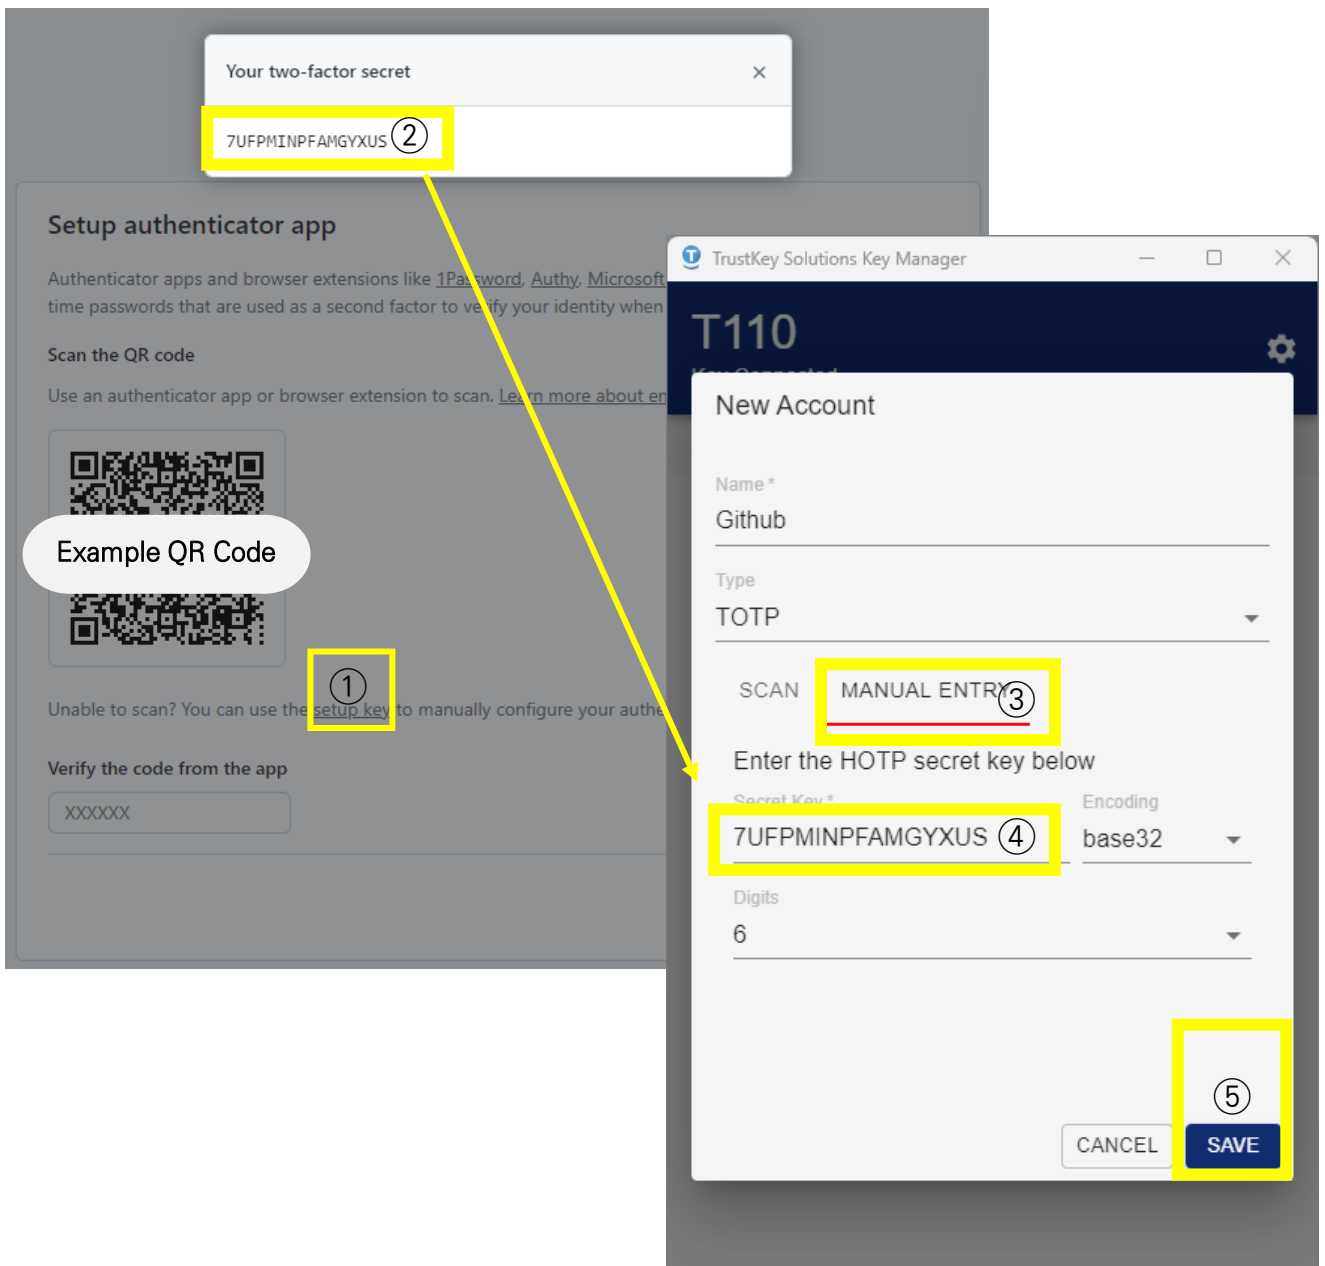 Your two-factor secret
7UFPMINPFAMGYXUS ②
Setup authenticator app
Authenticator apps and browser extensions like 1Password, Authy, Microsoft
time passwords that are used as a second factor to verify your identity when
Scan the QR code
Use an authenticator app or browser extension to scan. Learn more about en
Example QR Code
①
Unable to scan? You can use the setup key to manually configure your authe
Verify the code from the app
XXXXXX
TrustKey Solutions Key Manager
T110
Key Connected
New Account
Name *
Github
Type
TOTP
SCAN MANUAL ENTRY ③
Enter the HOTP secret key below
Secret Key * Encoding
7UFPMINPFAMGYXUS ④ base32
Digits
6
⑤
CANCEL SAVE